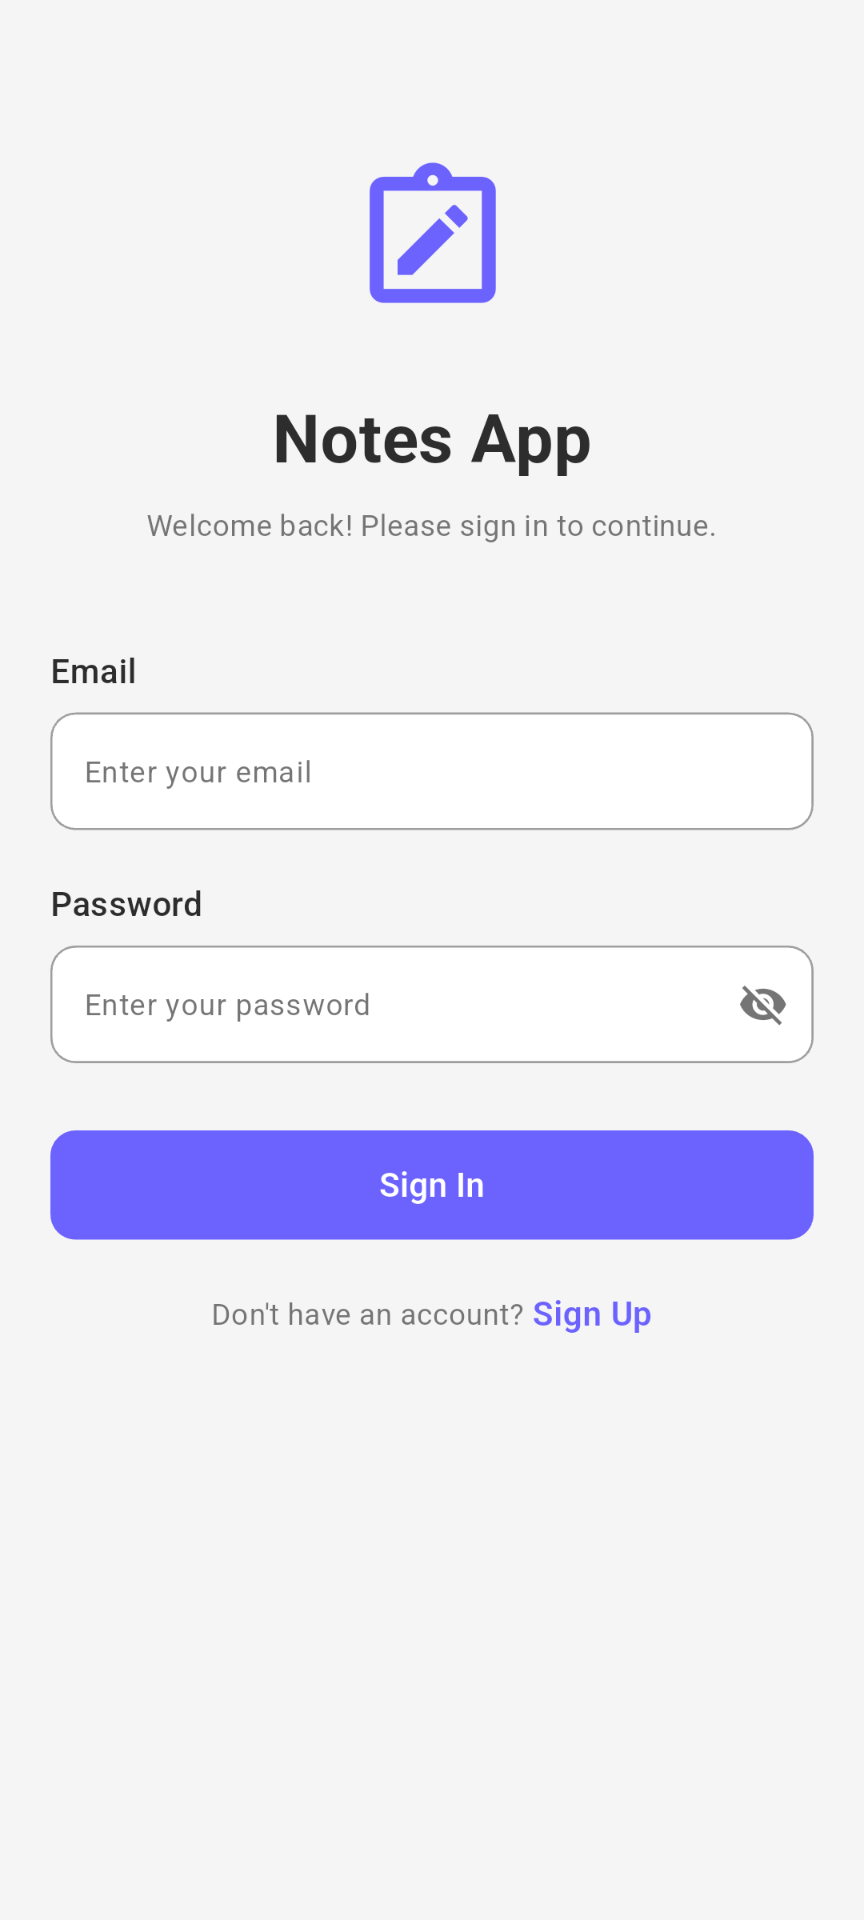 Notes App
Welcome back! Please sign in to continue.
Email
Enter your email
Password
Enter your password
Sign In
Don't have an account? Sign Up